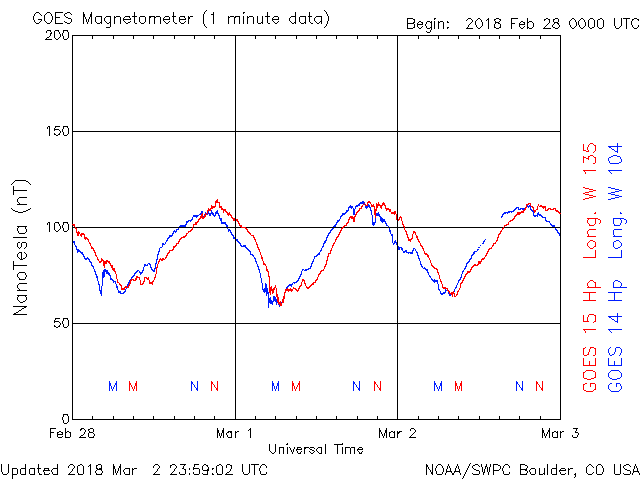 GOES Magnetometer (1 minute data)
Begin: 2018 Feb 28 0000 UTC
200
150
100
50
0
NanoTesla (nT)
M M N N M M N N M M N N
Feb 28 Mar 1 Mar 2 Mar 3
Universal Time
GOES 15 Hp Long. W 135
GOES 14 Hp Long. W 104
Updated 2018 Mar 2 23:59:02 UTC
NOAA/SWPC Boulder, CO USA